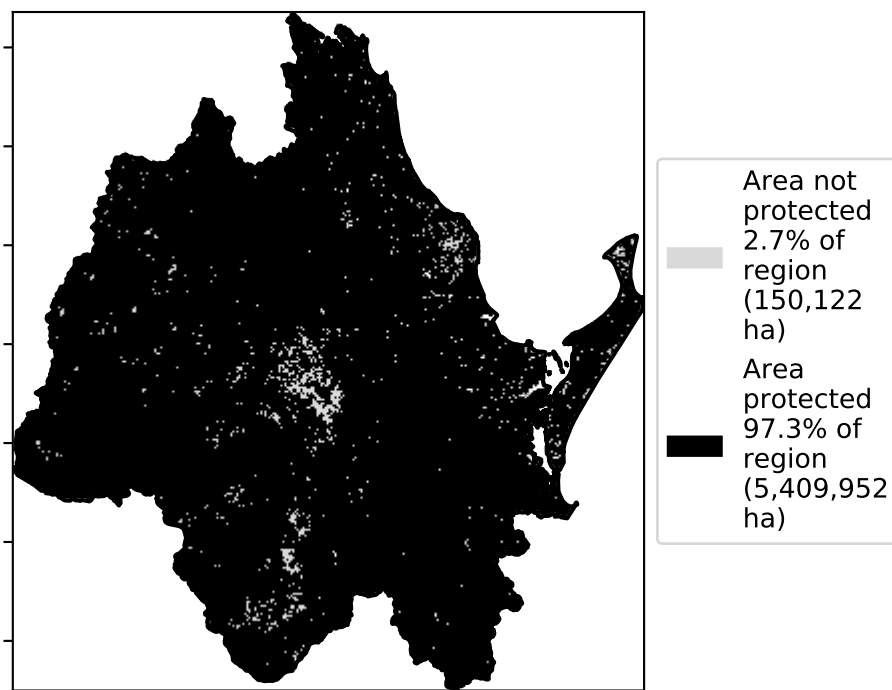 Area not
protected
2.7% of
region
(150,122
ha)
Area
protected
97.3% of
region
(5,409,952
ha)